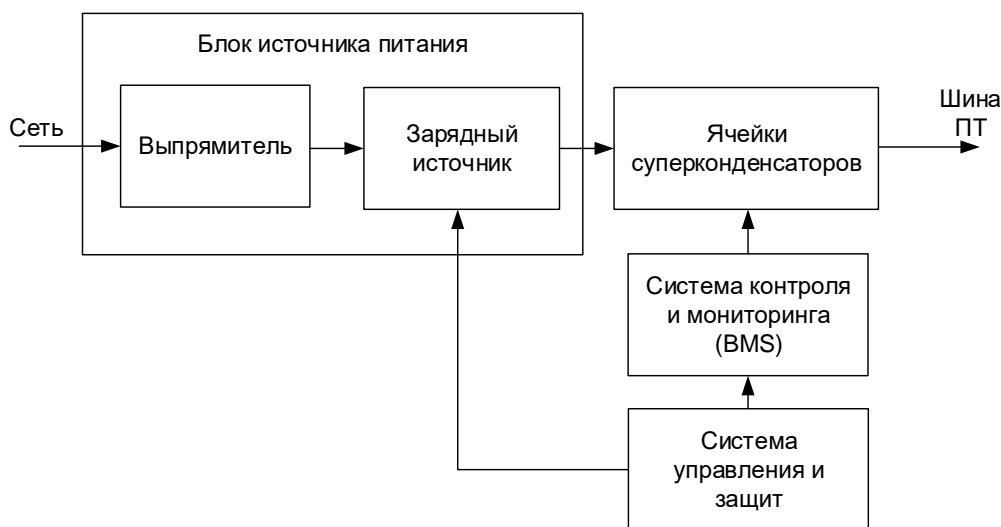 Блок источника питания
Сеть
Выпрямитель
Зарядный
источник
Ячейки
суперконденсаторов
Шина
ПТ
Система контроля
и мониторинга
(BMS)
Система
управления и
защит